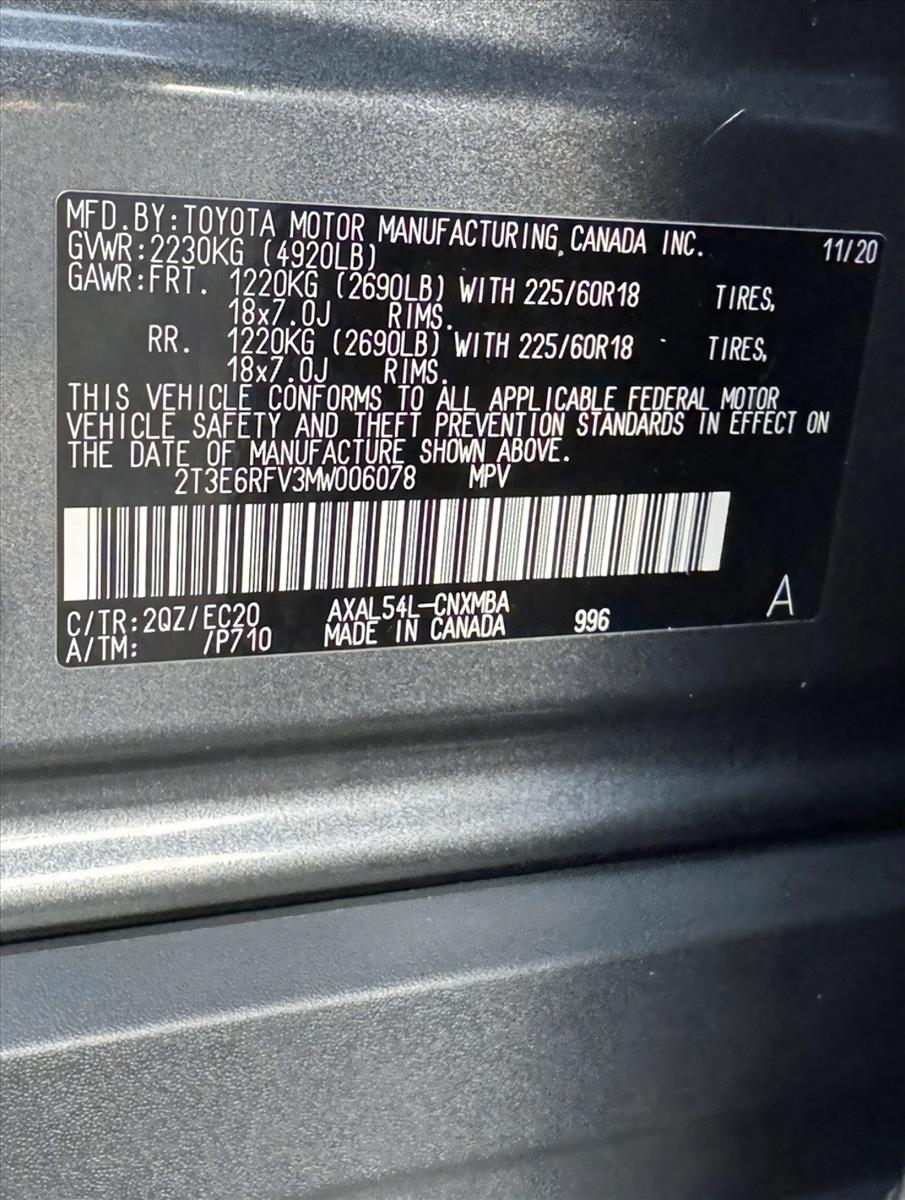 MFD.BY:TOYOTA MOTOR MANUFACTURING CANADA INC. 11/20
GVWR:2230KG (4920LB)
GAWR:FRT. 1220KG (2690LB) WITH 225/60R18 TIRES,
18x7.0J RIMS.
RR. 1220KG (2690LB) WITH 225/60R18 TIRES,
18x7.0J RIMS.
THIS VEHICLE CONFORMS TO ALL APPLICABLE FEDERAL MOTOR
VEHICLE SAFETY AND THEFT PREVENTION STANDARDS IN EFFECT ON
THE DATE OF MANUFACTURE SHOWN ABOVE.
2T3E6RFV3MW006078 MPV
C/TR:2QZ/EC20 AXAL54L-CNXMBA 996 A
A/TM: /P710 MADE IN CANADA